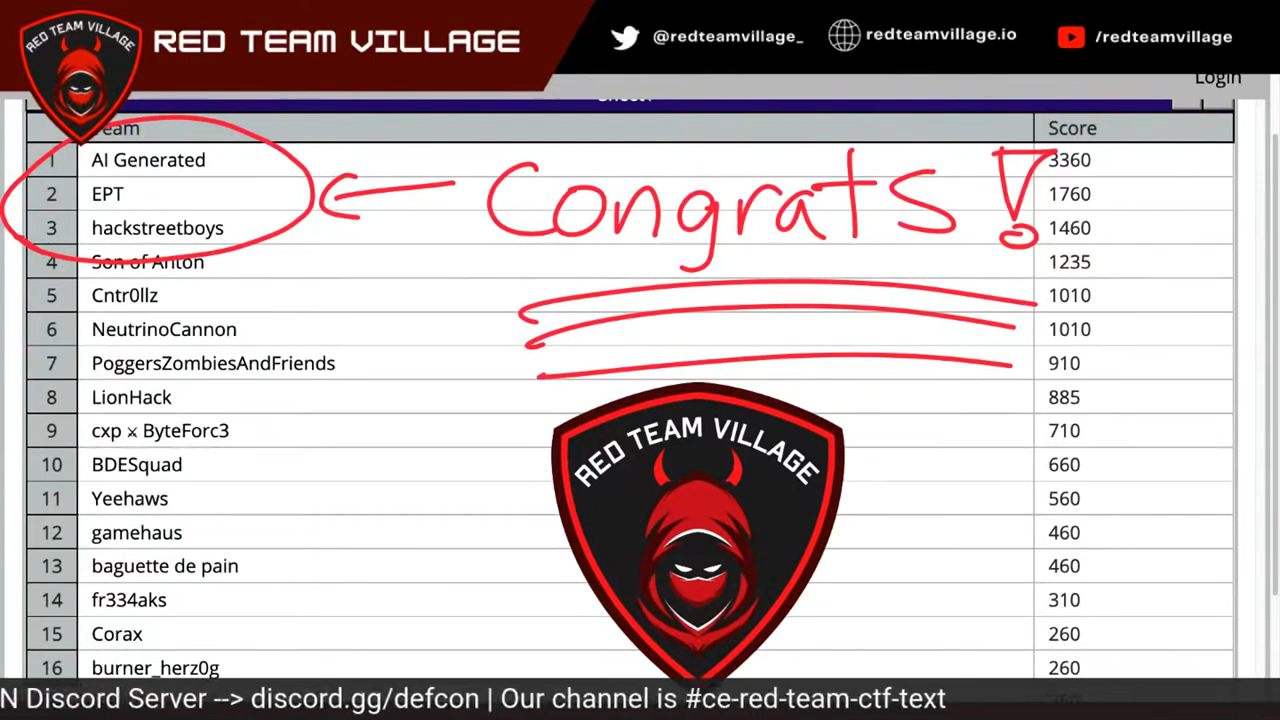 RED TEAM VILLAGE
RED TEAM VILLAGE
@redteamvillage_
redteamvillage.io
/redteamvillage
Login
Team Score
1 AI Generated 3360
2 EPT 1760
3 hackstreetboys 1460
Congrats!
4 Son of Anton 1235
5 Cntr0llz 1010
6 NeutrinoCannon 1010
7 PoggersZombiesAndFriends 910
8 LionHack 885
9 cxp × ByteForc3 710
10 BDESquad 660
11 Yeehaws 560
12 gamehaus 460
13 baguette de pain 460
14 fr334aks 310
15 Corax 260
16 burner_herz0g 260
RED TEAM VILLAGE
N Discord Server --> discord.gg/defcon | Our channel is #ce-red-team-ctf-text